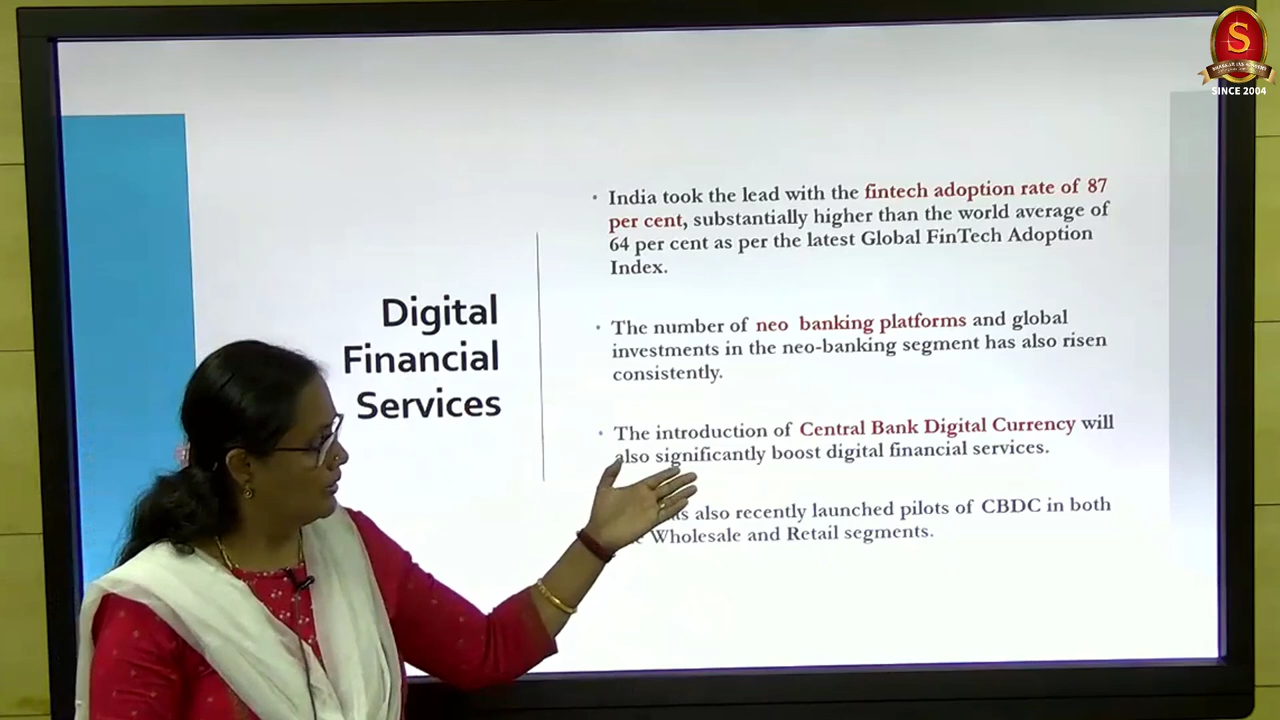 S
SHANKAR IAS ACADEMY
SINCE 2004
Digital
Financial
Services
• India took the lead with the fintech adoption rate of 87
per cent, substantially higher than the world average of
64 per cent as per the latest Global FinTech Adoption
Index.
• The number of neo banking platforms and global
investments in the neo-banking segment has also risen
consistently.
• The introduction of Central Bank Digital Currency will
also significantly boost digital financial services.
also recently launched pilots of CBDC in both
Wholesale and Retail segments.